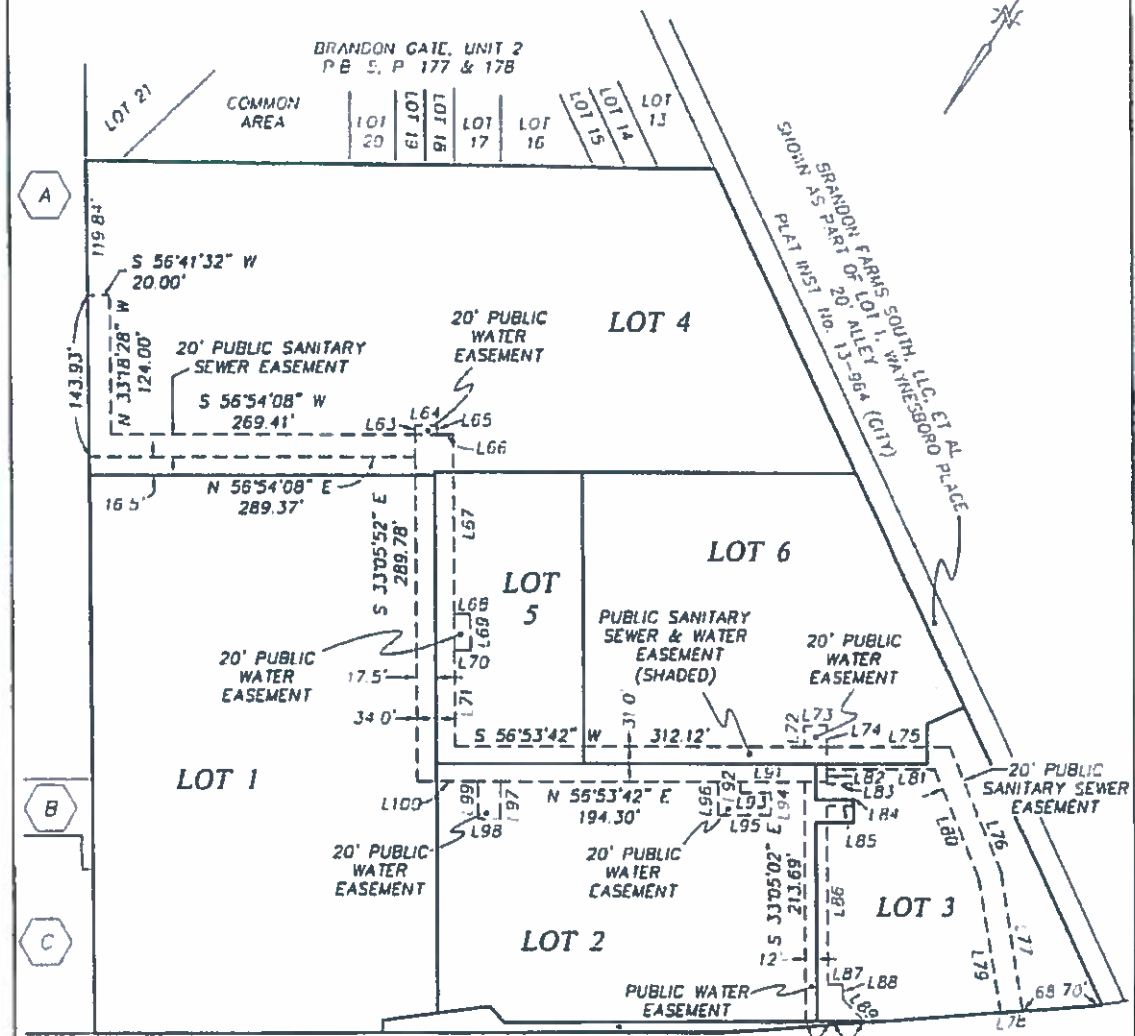 BRANDON GATE, UNIT 2
P B 5, P 177 & 178
LOT 21
COMMON
AREA
LOT
20
LOT 19
LOT 18
LOT
17
LOT
16
LOT 15
LOT 14
LOT
13
BRANDON FARMS SOUTH, LLC, ET AL
SHOWN AS PART OF LOT 1, WAYNESBORO PLACE
20' ALLEY
PLAT INST No. 13-964 (CITY)
A
119.84'
S 56°41'32" W
20.00'
143.93'
N 33°18'28" W
124.00'
20' PUBLIC SANITARY
SEWER EASEMENT
S 56°54'08" W
269.41'
20' PUBLIC
WATER
EASEMENT
LOT 4
L63
L64
L65
L66
16.5'
N 56°54'08" E
289.37'
S 33°05'52" E
289.78'
L67
LOT
5
LOT 6
L68
L69
L70
L71
20' PUBLIC
WATER
EASEMENT
17.5'
34.0'
PUBLIC SANITARY
SEWER & WATER
EASEMENT
(SHADED)
20' PUBLIC
WATER
EASEMENT
31.0'
L72
L73
L74
L75
S 56°53'42" W 312.12'
LOT 1
B
L100
L99
L98
L97
N 55°53'42" E
194.30'
L96
L92
L91
L93
L95
L94
L82
L81
L83
L84
L85
20' PUBLIC
SANITARY SEWER
EASEMENT
L80
L76
20' PUBLIC
WATER
EASEMENT
20' PUBLIC
WATER
EASEMENT
S 33°05'02" E
213.69'
L86
LOT 3
C
LOT 2
12'
L87
L88
L89
L79
L77
68.70'
L78
PUBLIC WATER
EASEMENT